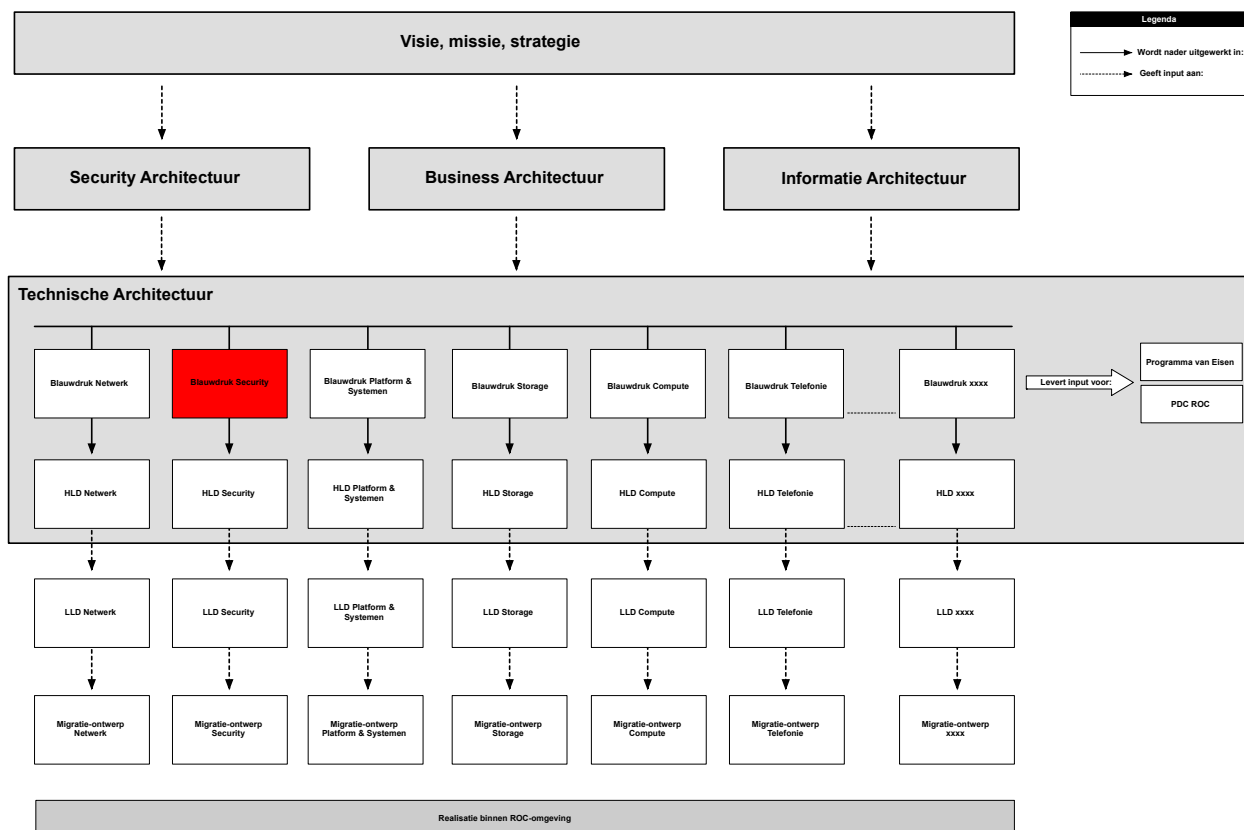 Visie, missie, strategie
Legenda
Wordt nader uitgewerkt in:
Geeft input aan:
Security Architectuur
Business Architectuur
Informatie Architectuur
Technische Architectuur
Blauwdruk Netwerk
Blauwdruk Security
Blauwdruk Platform &
Systemen
Blauwdruk Storage
Blauwdruk Compute
Blauwdruk Telefonie
Blauwdruk xxxx
Levert input voor:
Programma van Eisen
PDC ROC
HLD Netwerk
HLD Security
HLD Platform &
Systemen
HLD Storage
HLD Compute
HLD Telefonie
HLD xxxx
LLD Netwerk
LLD Security
LLD Platform &
Systemen
LLD Storage
LLD Compute
LLD Telefonie
LLD xxxx
Migratie-ontwerp
Netwerk
Migratie-ontwerp
Security
Migratie-ontwerp
Platform & Systemen
Migratie-ontwerp
Storage
Migratie-ontwerp
Compute
Migratie-ontwerp
Telefonie
Migratie-ontwerp
xxxx
Realisatie binnen ROC-omgeving